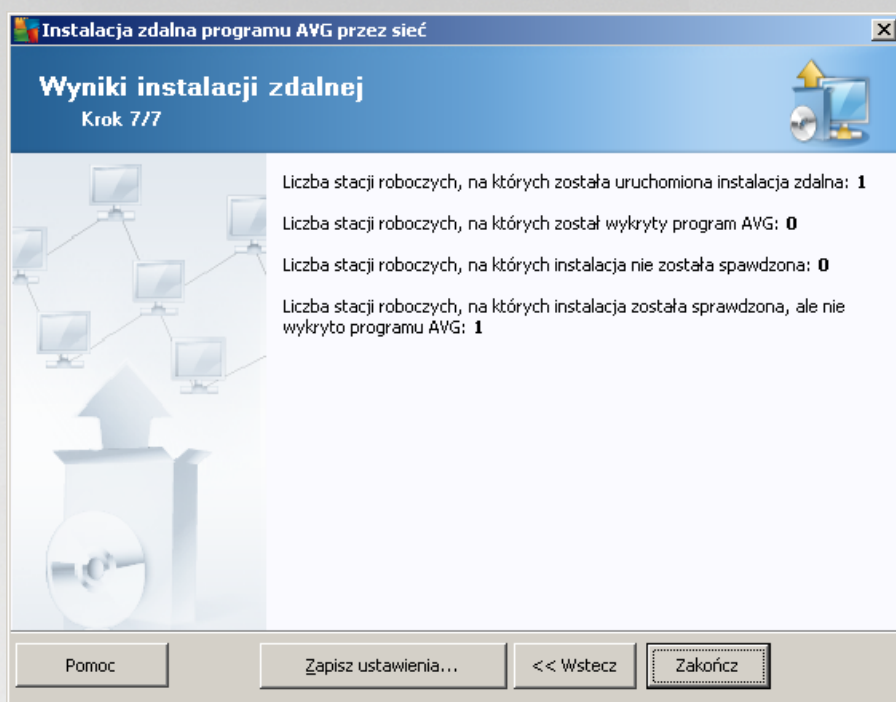 Instalacja zdalna programu AVG przez sieć
Wyniki instalacji zdalnej
Krok 7/7
Liczba stacji roboczych, na których została uruchomiona instalacja zdalna: 1
Liczba stacji roboczych, na których został wykryty program AVG: 0
Liczba stacji roboczych, na których instalacja nie została spawdzona: 0
Liczba stacji roboczych, na których instalacja została sprawdzona, ale nie
wykryto programu AVG: 1
Pomoc
Zapisz ustawienia...
<< Wstecz
Zakończ